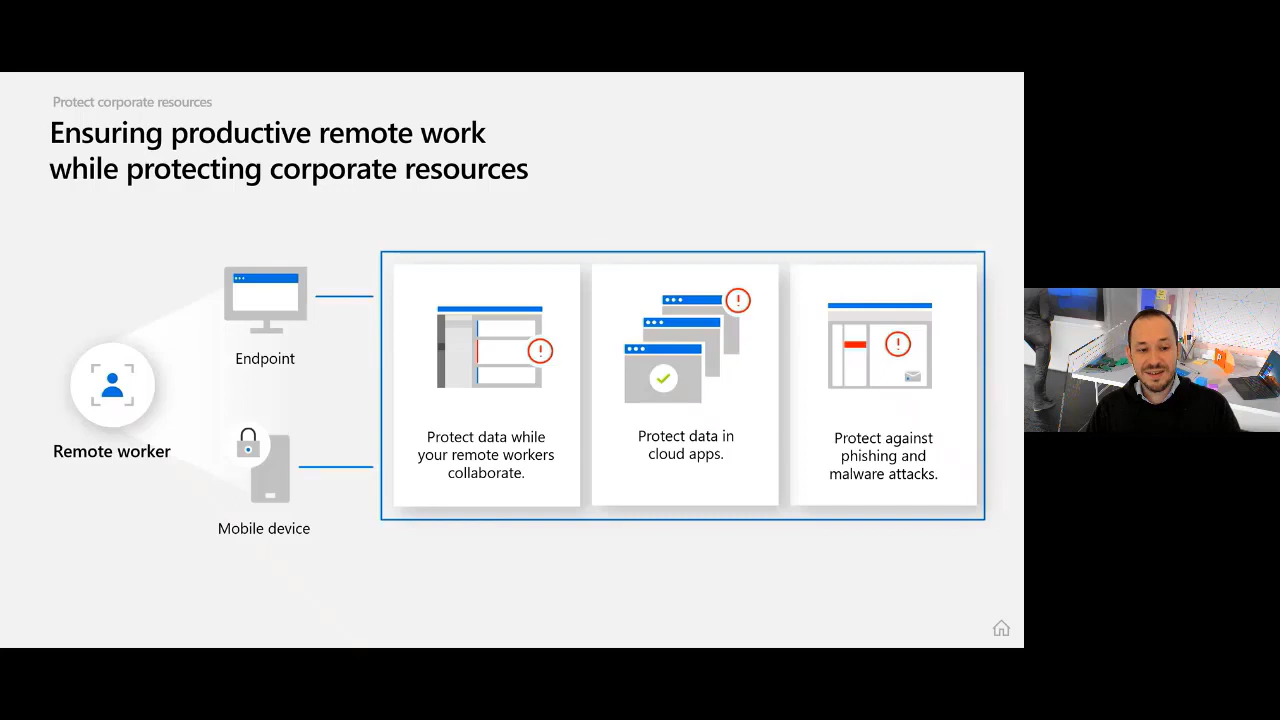 Protect corporate resources
Ensuring productive remote work
while protecting corporate resources
Endpoint
Remote worker
Mobile device
Protect data while
your remote workers
collaborate.
Protect data in
cloud apps.
Protect against
phishing and
malware attacks.